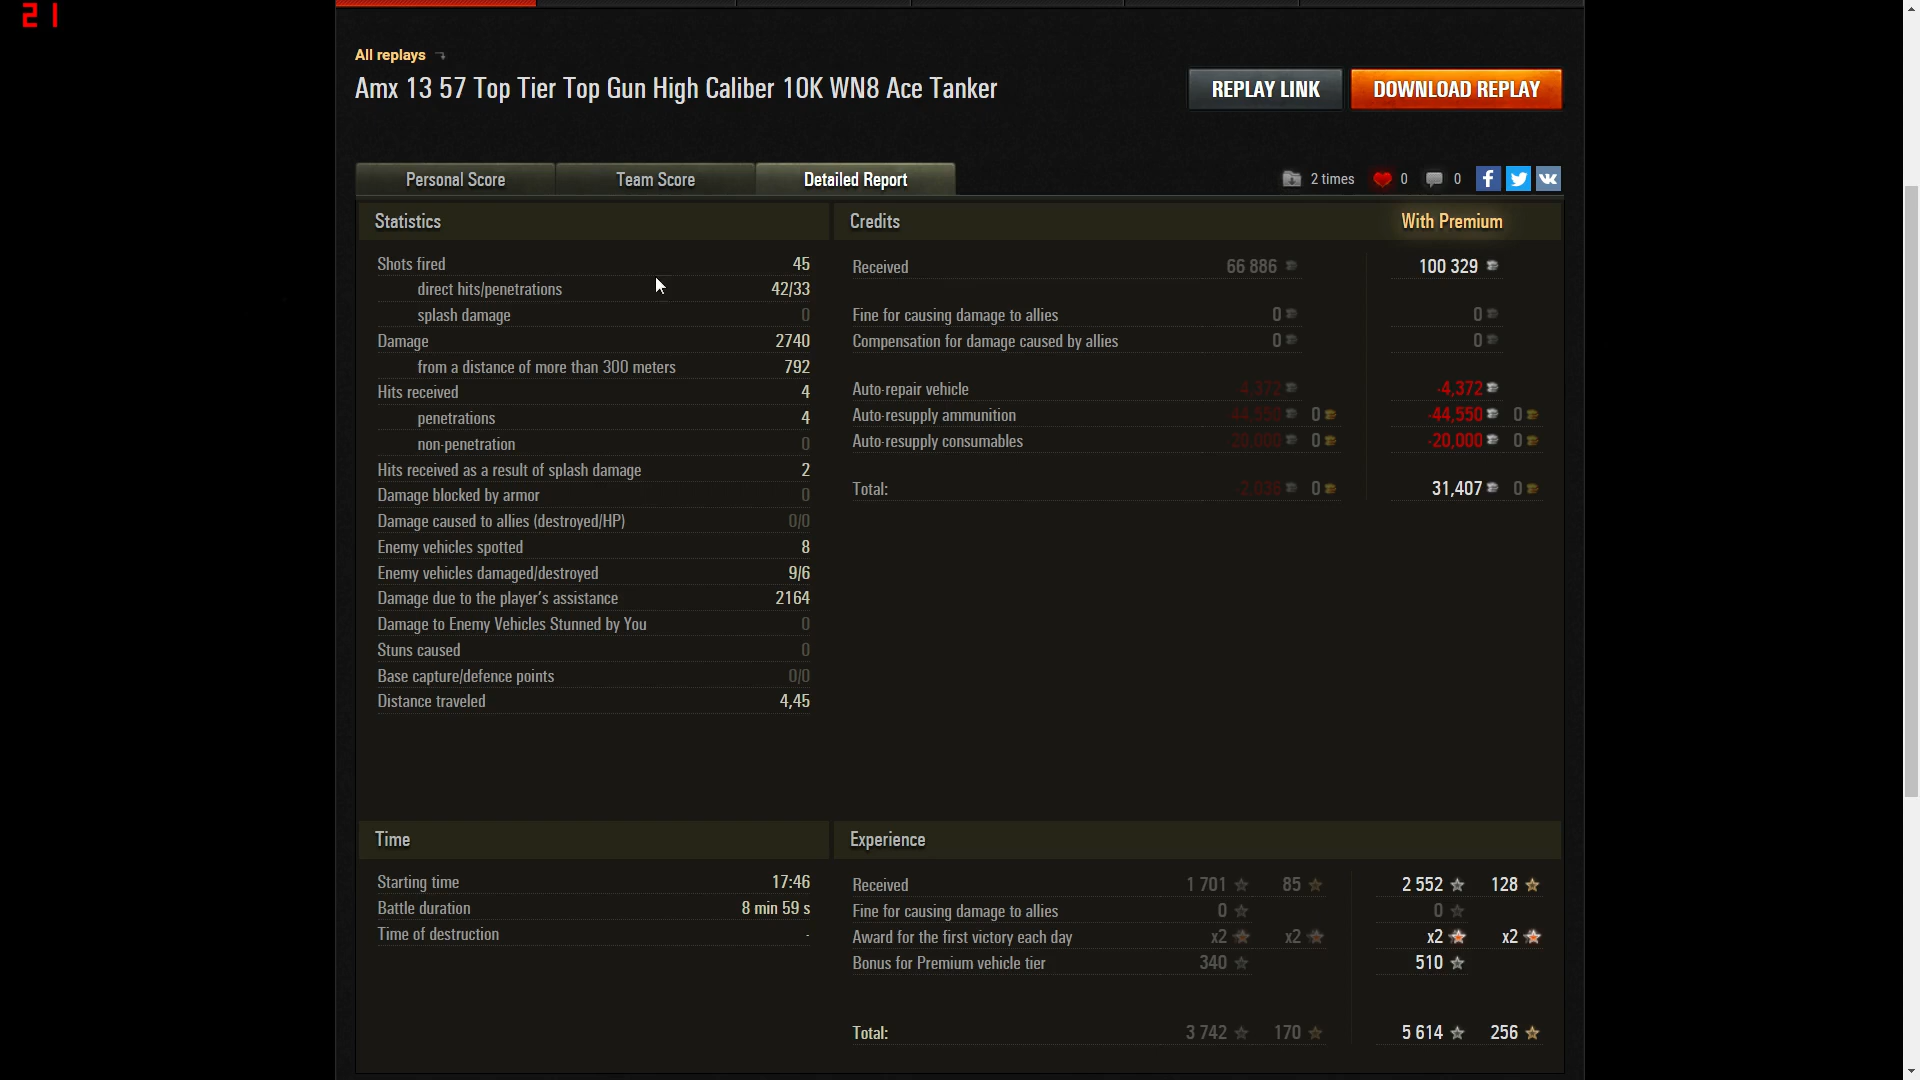 21
All replays
Amx 13 57 Top Tier Top Gun High Caliber 10K WN8 Ace Tanker
REPLAY LINK
DOWNLOAD REPLAY
Personal Score
Team Score
Detailed Report
2 times
0
0
Statistics
Shots fired 45
direct hits/penetrations 42/33
splash damage 0
Damage 2740
from a distance of more than 300 meters 792
Hits received 4
penetrations 4
non-penetration 0
Hits received as a result of splash damage 2
Damage blocked by armor 0
Damage caused to allies (destroyed/HP) 0/0
Enemy vehicles spotted 8
Enemy vehicles damaged/destroyed 9/6
Damage due to the player's assistance 2164
Damage to Enemy Vehicles Stunned by You 0
Stuns caused 0
Base capture/defence points 0/0
Distance traveled 4,45
Credits With Premium
Received 66 886 100 329
Fine for causing damage to allies 0 0
Compensation for damage caused by allies 0 0
Auto-repair vehicle -4,372 -4,372
Auto-resupply ammunition -44,550 0 -44,550 0
Auto-resupply consumables -20,000 0 -20,000 0
Total: -2,036 0 31,407 0
Time
Starting time 17:46
Battle duration 8 min 59 s
Time of destruction -
Experience
Received 1 701 85 2 552 128
Fine for causing damage to allies 0 0
Award for the first victory each day x2 x2 x2 x2
Bonus for Premium vehicle tier 340 510
Total: 3 742 170 5 614 256